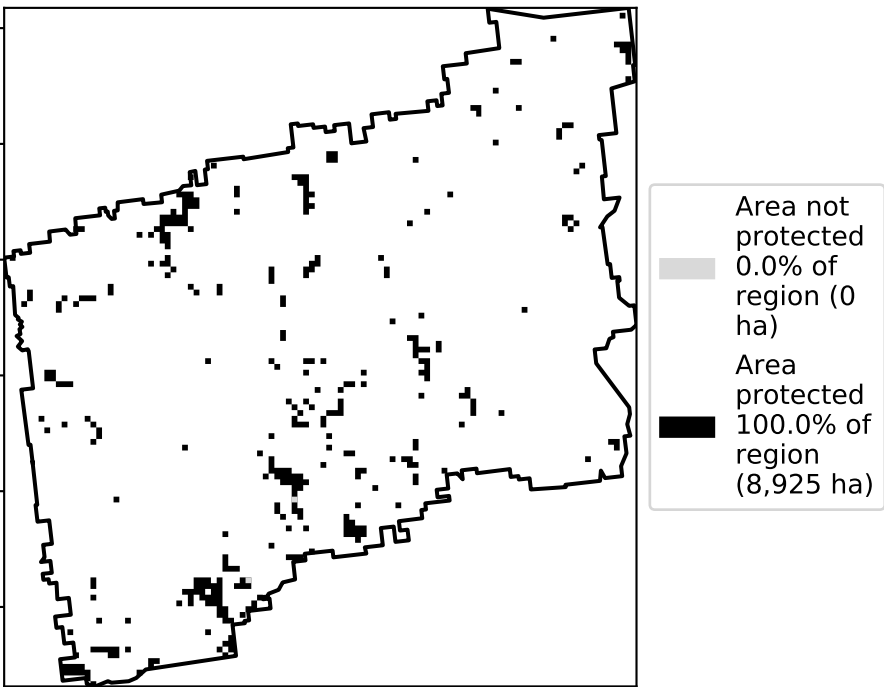 Area not
protected
0.0% of
region (0
ha)
Area
protected
100.0% of
region
(8,925 ha)